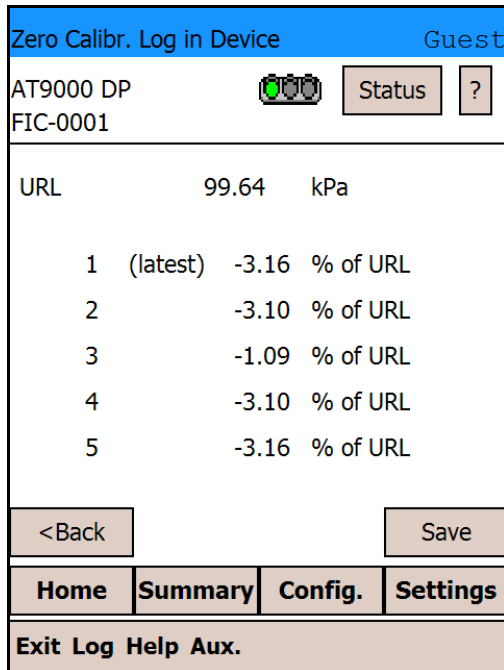 Zero Calibr. Log in Device Guest
AT9000 DP Status ?
FIC-0001
URL 99.64 kPa
1 (latest) -3.16 % of URL
2 -3.10 % of URL
3 -1.09 % of URL
4 -3.10 % of URL
5 -3.16 % of URL
<Back Save
Home Summary Config. Settings
Exit Log Help Aux.